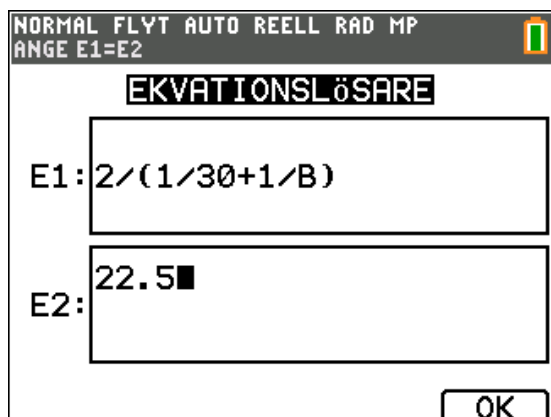 NORMAL FLYT AUTO REELL RAD MP
ANGE E1=E2
EKVATIONSLÖSARE
E1: 2/(1/30+1/B)
E2: 22.5
OK